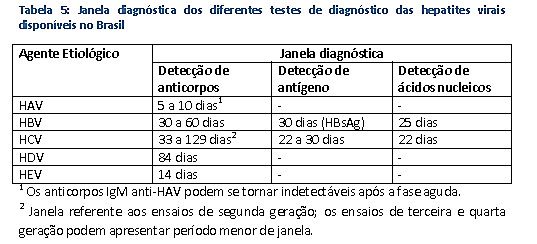 Tabela 5: Janela diagnóstica dos diferentes testes de diagnóstico das hepatites virais
disponíveis no Brasil
Agente Etiológico Janela diagnóstica
Detecção de anticorpos Detecção de antígeno Detecção de ácidos nucleicos
HAV 5 a 10 dias¹ - -
HBV 30 a 60 dias 30 dias (HBsAg) 25 dias
HCV 33 a 129 dias² 22 a 30 dias 22 dias
HDV 84 dias - -
HEV 14 dias - -
¹ Os anticorpos IgM anti-HAV podem se tornar indetectáveis após a fase aguda.
² Janela referente aos ensaios de segunda geração; os ensaios de terceira e quarta
geração podem apresentar período menor de janela.